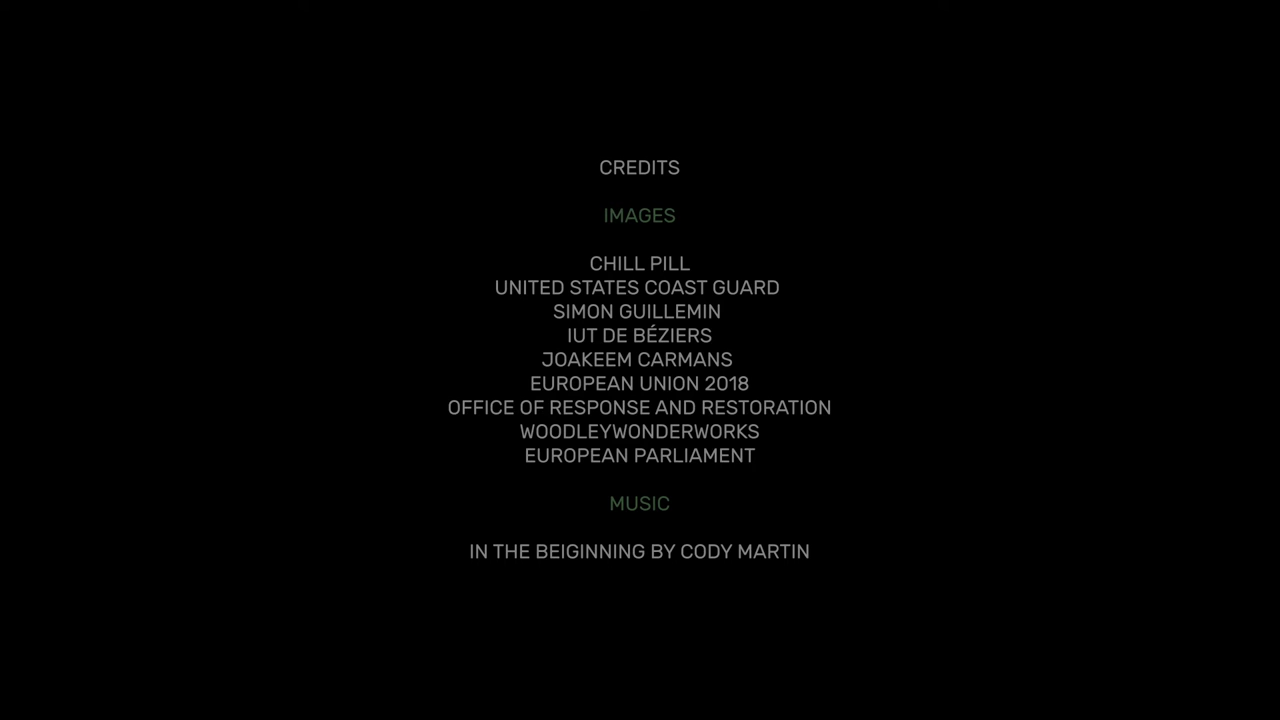 CREDITS
IMAGES
CHILL PILL
UNITED STATES COAST GUARD
SIMON GUILLEMIN
IUT DE BÉZIERS
JOAKEEM CARMANS
EUROPEAN UNION 2018
OFFICE OF RESPONSE AND RESTORATION
WOODLEYWONDERWORKS
EUROPEAN PARLIAMENT
MUSIC
IN THE BEIGINNING BY CODY MARTIN